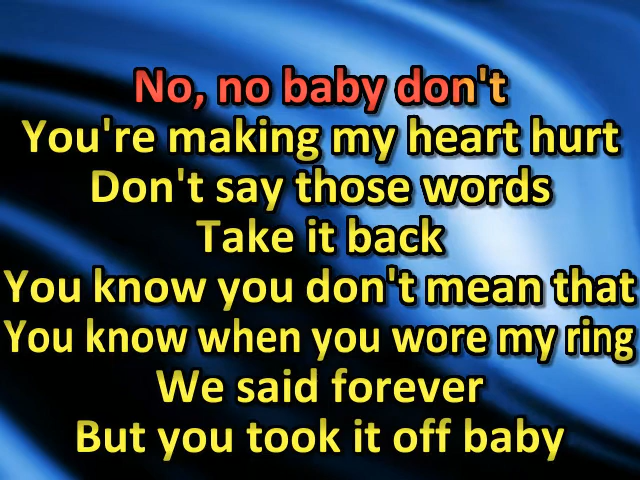 No, no baby don't
You're making my heart hurt
Don't say those words
Take it back
You know you don't mean that
You know when you wore my ring
We said forever
But you took it off baby